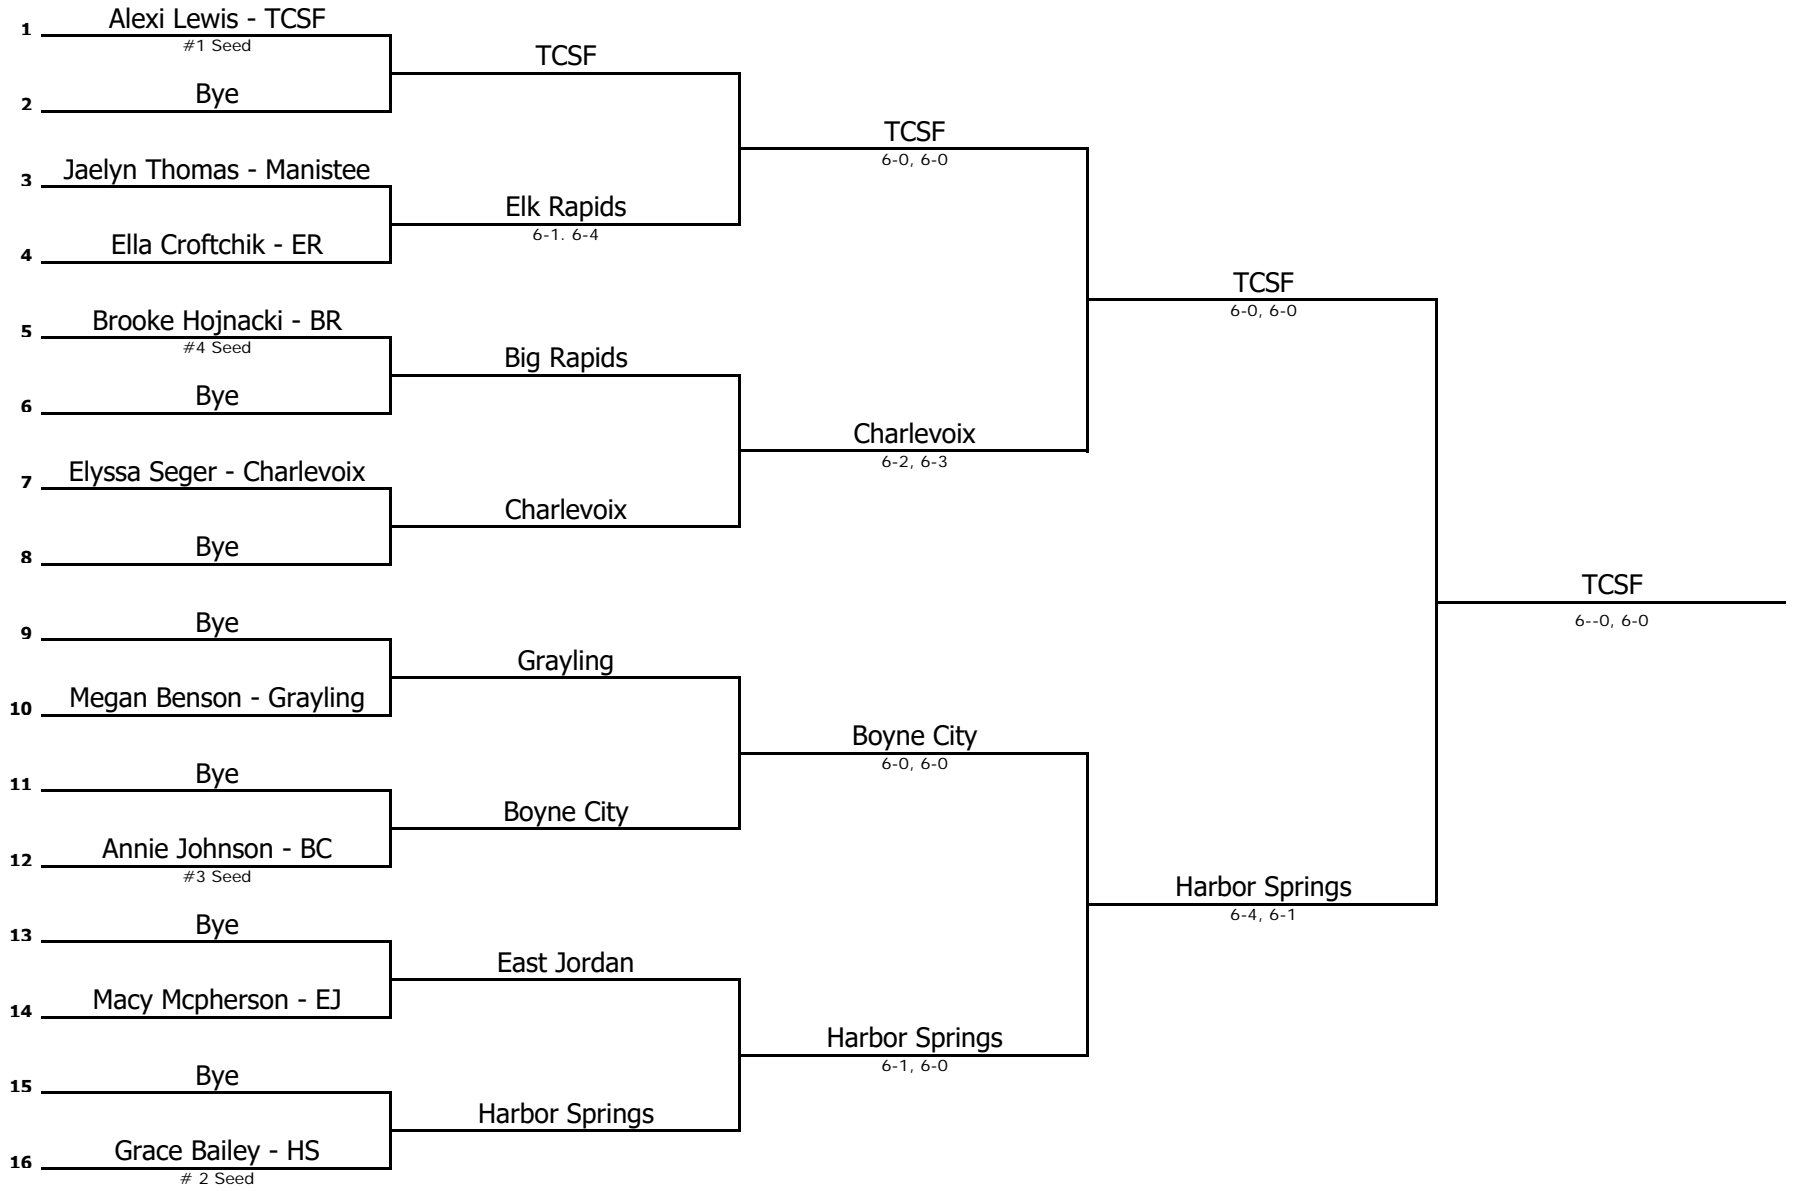 1 Alexi Lewis - TCSF
#1 Seed
2 Bye
3 Jaelyn Thomas - Manistee
4 Ella Croftchik - ER
5 Brooke Hojnacki - BR
#4 Seed
6 Bye
7 Elyssa Seger - Charlevoix
8 Bye
9 Bye
10 Megan Benson - Grayling
11 Bye
12 Annie Johnson - BC
#3 Seed
13 Bye
14 Macy Mcpherson - EJ
15 Bye
16 Grace Bailey - HS
# 2 Seed
TCSF
Elk Rapids
6-1. 6-4
Big Rapids
Charlevoix
Grayling
Boyne City
East Jordan
Harbor Springs
TCSF
6-0, 6-0
Charlevoix
6-2, 6-3
Boyne City
6-0, 6-0
Harbor Springs
6-1, 6-0
TCSF
6-0, 6-0
Harbor Springs
6-4, 6-1
TCSF
6--0, 6-0